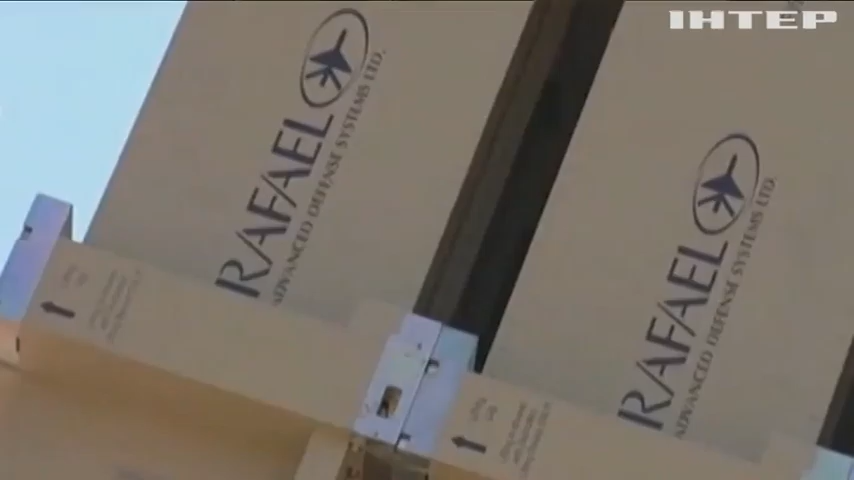 ІНТЕР
RAFAEL
ADVANCED DEFENSE SYSTEMS LTD.
RAFAEL
ADVANCED DEFENSE SYSTEMS LTD.